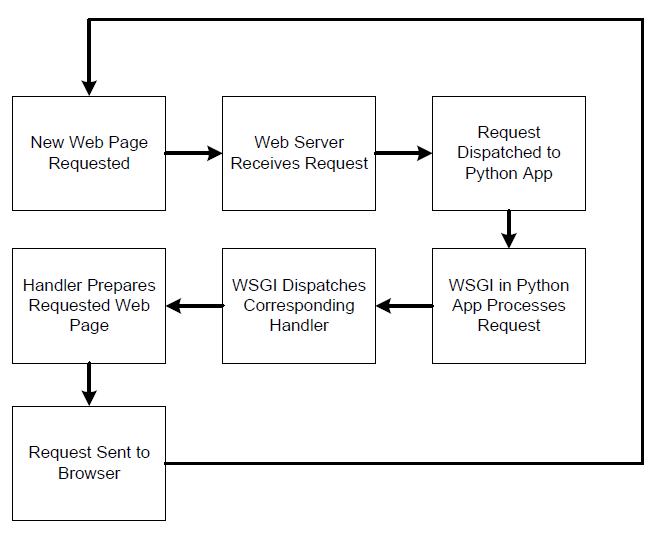 New Web Page
Requested
Web Server
Receives Request
Request
Dispatched to
Python App
WSGI in Python
App Processes
Request
WSGI Dispatches
Corresponding
Handler
Handler Prepares
Requested Web
Page
Request Sent to
Browser